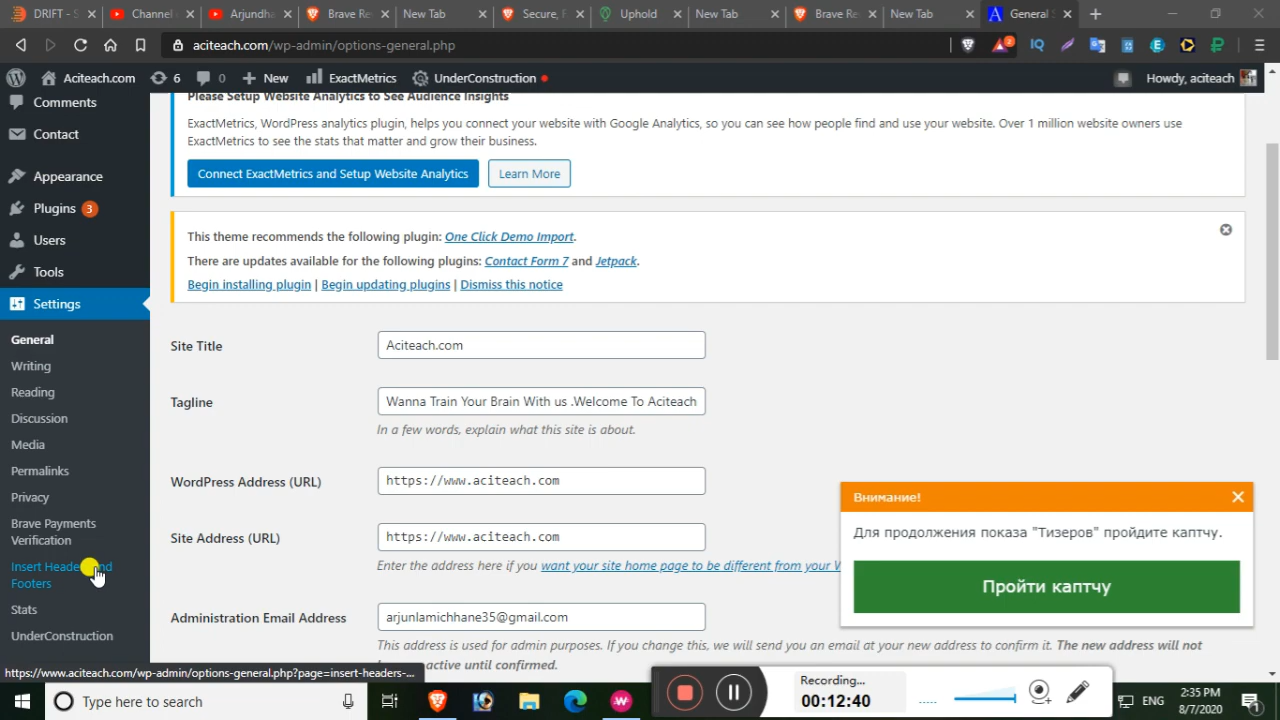 DRIFT - S
Channel c
Arjundha
Brave Re
New Tab
Secure, F
Uphold
New Tab
Brave Re
New Tab
General S
aciteach.com/wp-admin/options-general.php
2
IQ
Aciteach.com
6
0
New
ExactMetrics
UnderConstruction
Howdy, aciteach
Comments
Contact
Appearance
Plugins 3
Users
Tools
Settings
General
Writing
Reading
Discussion
Media
Permalinks
Privacy
Brave Payments
Verification
Insert Heade nd
Footers
Stats
UnderConstruction
Please Setup Website Analytics to See Audience Insights
ExactMetrics, WordPress analytics plugin, helps you connect your website with Google Analytics, so you can see how people find and use your website. Over 1 million website owners use
ExactMetrics to see the stats that matter and grow their business.
Connect ExactMetrics and Setup Website Analytics
Learn More
This theme recommends the following plugin: One Click Demo Import.
There are updates available for the following plugins: Contact Form 7 and Jetpack.
Begin installing plugin | Begin updating plugins | Dismiss this notice
Site Title
Aciteach.com
Tagline
Wanna Train Your Brain With us .Welcome To Aciteach
In a few words, explain what this site is about.
WordPress Address (URL)
https://www.aciteach.com
Site Address (URL)
https://www.aciteach.com
Enter the address here if you want your site home page to be different from your W
Administration Email Address
arjunlamichhane35@gmail.com
This address is used for admin purposes. If you change this, we will send you an email at your new address to confirm it. The new address will not
active until confirmed.
Внимание!
Для продолжения показа "Тизеров" пройдите каптчу.
Пройти каптчу
https://www.aciteach.com/wp-admin/options-general.php?page=insert-headers-...
Recording...
00:12:40
Type here to search
ENG
2:35 PM
8/7/2020
1